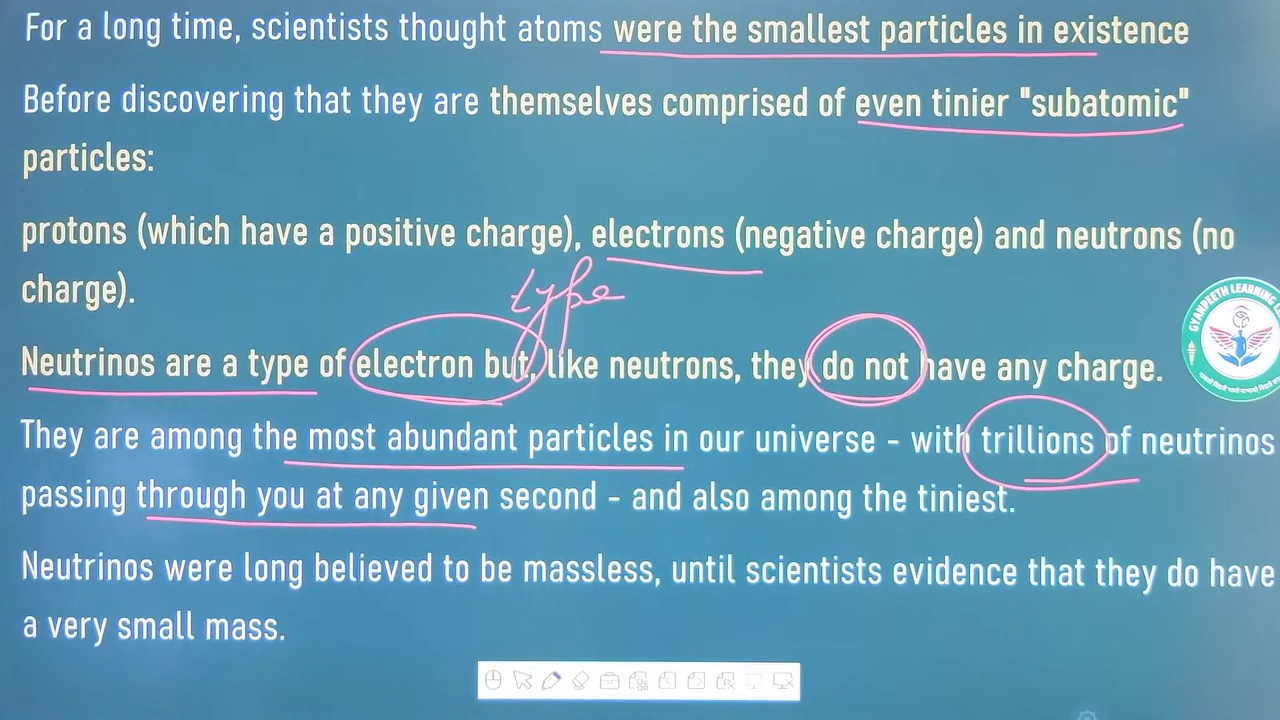 For a long time, scientists thought atoms were the smallest particles in existence
Before discovering that they are themselves comprised of even tinier "subatomic"
particles:
protons (which have a positive charge), electrons (negative charge) and neutrons (no
charge).
type
Neutrinos are a type of electron but, like neutrons, they do not have any charge.
They are among the most abundant particles in our universe - with trillions of neutrinos
passing through you at any given second - and also among the tiniest.
Neutrinos were long believed to be massless, until scientists evidence that they do have
a very small mass.
GYANPEETH LEARNING